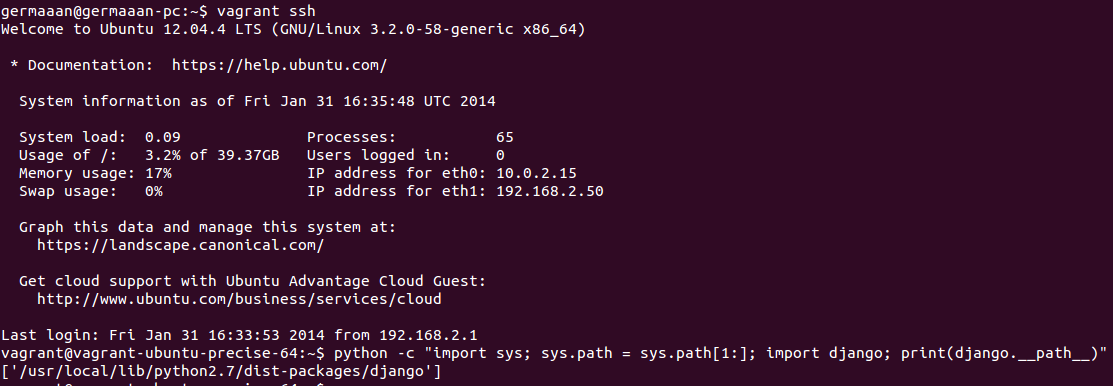 germaaan@germaaan-pc:~$ vagrant ssh
Welcome to Ubuntu 12.04.4 LTS (GNU/Linux 3.2.0-58-generic x86_64)
* Documentation:  https://help.ubuntu.com/
System information as of Fri Jan 31 16:35:48 UTC 2014
System load:  0.09              Processes:           65
Usage of /:   3.2% of 39.37GB   Users logged in:     0
Memory usage: 17%               IP address for eth0: 10.0.2.15
Swap usage:   0%                IP address for eth1: 192.168.2.50
Graph this data and manage this system at:
https://landscape.canonical.com/
Get cloud support with Ubuntu Advantage Cloud Guest:
http://www.ubuntu.com/business/services/cloud
Last login: Fri Jan 31 16:33:53 2014 from 192.168.2.1
vagrant@vagrant-ubuntu-precise-64:~$ python -c "import sys; sys.path = sys.path[1:]; import django; print(django.__path__)"
['/usr/local/lib/python2.7/dist-packages/django']